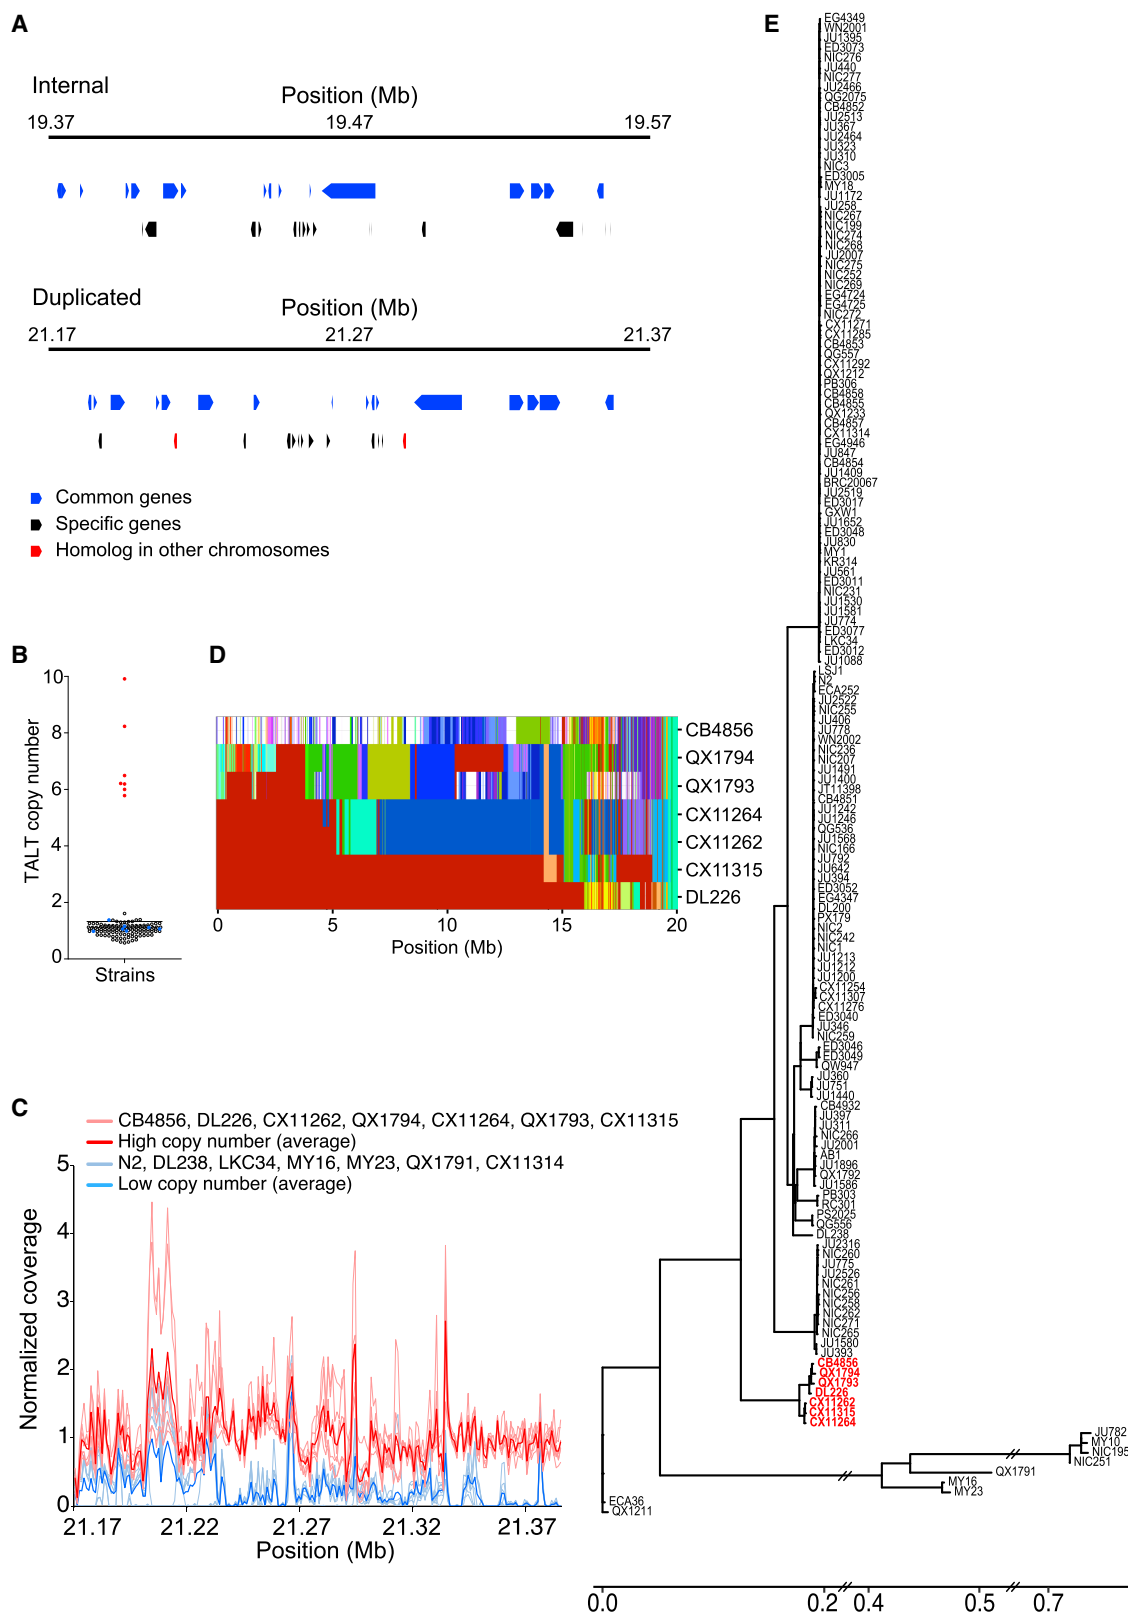 A
Internal
Position (Mb)
19.37 19.47 19.57
Duplicated
Position (Mb)
21.17 21.27 21.37
Common genes
Specific genes
Homolog in other chromosomes
B
10
8
6
4
2
0
TALT copy number
Strains
D
CB4856
QX1794
QX1793
CX11264
CX11262
CX11315
DL226
0 5 10 15 20
Position (Mb)
C
CB4856, DL226, CX11262, QX1794, CX11264, QX1793, CX11315
High copy number (average)
N2, DL238, LKC34, MY16, MY23, QX1791, CX11314
Low copy number (average)
5
4
3
2
1
0
Normalized coverage
21.17 21.22 21.27 21.32 21.37
Position (Mb)
E
EG4349
WN2001
JU1395
ED3073
NIC276
JU440
NIC277
JU2466
QG2075
CB4852
JU2513
JU367
JU2464
JU323
JU310
NIC3
ED3005
MY18
JU1172
JU258
NIC267
NIC199
NIC274
NIC268
JU2007
NIC275
NIC252
NIC269
EG4724
EG4725
NIC272
CX11271
CX11285
CB4853
QG557
CX11292
QX1212
PB306
CB4858
CB4855
QX1233
CB4857
CX11314
EG4946
JU847
CB4854
JU1409
BRC20067
JU2519
ED3017
GXW1
JU1652
ED3048
JU830
MY1
KR314
JU561
ED3011
NIC231
JU1530
JU1581
JU774
ED3077
LKC34
ED3012
JU1088
LSJ1
N2
ECA252
JU2522
NIC255
JU406
JU778
WN2002
NIC236
NIC207
JU1491
JU1400
JT11398
CB4851
JU1242
JU1246
QG536
JU1568
NIC166
JU792
JU642
JU394
ED3052
EG4347
DL200
PX179
NIC2
NIC242
NIC1
JU1213
JU1212
JU1200
CX11254
CX11307
CX11276
ED3040
JU346
NIC259
ED3046
ED3049
QW947
JU360
JU751
JU1440
CB4932
JU397
JU311
NIC266
JU2001
AB1
JU1896
QX1792
JU1586
PB303
RC301
PS2025
QG556
DL238
JU2316
NIC260
JU775
JU2526
NIC261
NIC256
NIC258
NIC262
NIC271
NIC265
JU1580
JU393
CB4856
QX1794
QX1793
DL226
CX11262
CX11315
CX11264
JU782
MY10
NIC195
NIC251
QX1791
MY16
MY23
ECA36
QX1211
0.0 0.2 0.4 0.5 0.7